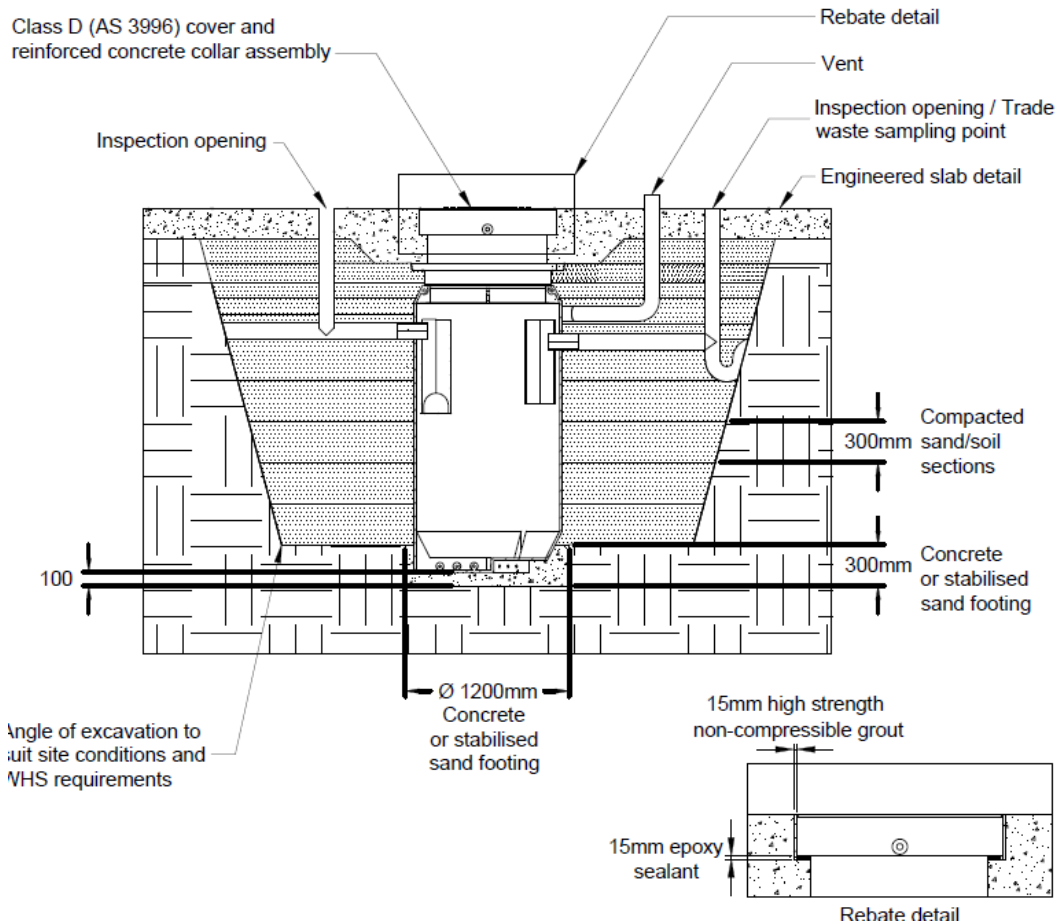 Class D (AS 3996) cover and
reinforced concrete collar assembly
Rebate detail
Vent
Inspection opening
Inspection opening / Trade
waste sampling point
Engineered slab detail
300mm
Compacted
sand/soil
sections
100
300mm
Concrete
or stabilised
sand footing
Ø 1200mm
Concrete
or stabilised
sand footing
Angle of excavation to
suit site conditions and
WHS requirements
15mm high strength
non-compressible grout
15mm epoxy
sealant
Rebate detail